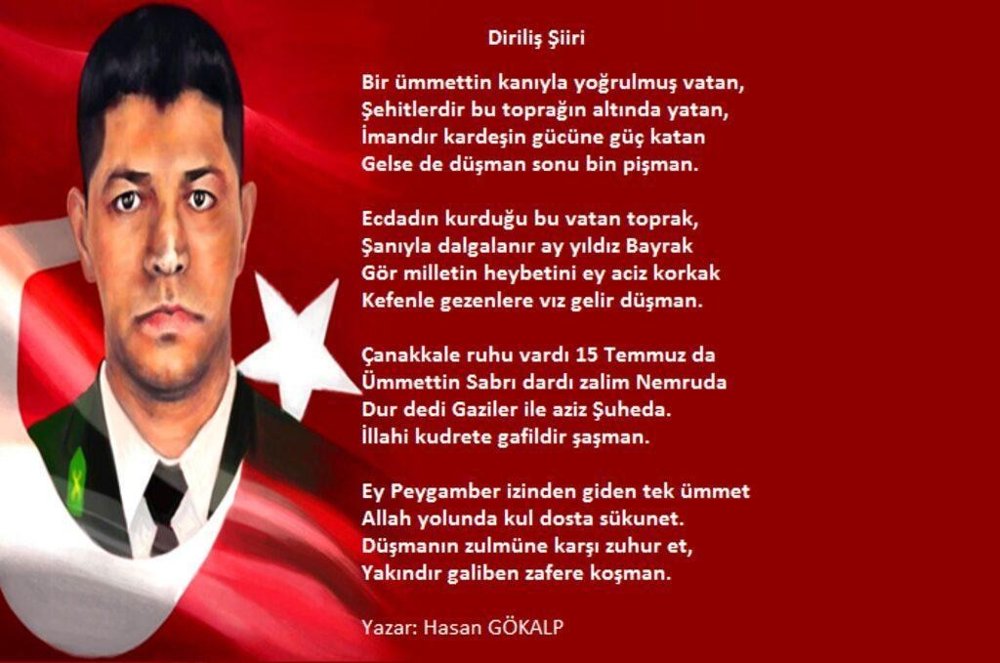 Diriliş Şiiri
Bir ümmettin kanıyla yoğrulmuş vatan,
Şehitlerdir bu toprağın altında yatan,
İmandır kardeşin gücüne güç katan
Gelse de düşman sonu bin pişman.
Ecdadın kurduğu bu vatan toprak,
Şanıyla dalgalanır ay yıldız Bayrak
Gör milletin heybetini ey aciz korkak
Kefenle gezenlere vız gelir düşman.
Çanakkale ruhu vardı 15 Temmuz da
Ümmettin Sabrı dardı zalim Nemruda
Dur dedi Gaziler ile aziz Şuheda.
İllahi kudrete gafildir şaşman.
Ey Peygamber izinden giden tek ümmet
Allah yolunda kul dosta sükunet.
Düşmanın zulmüne karşı zuhur et,
Yakındır galiben zafere koşman.
Yazar: Hasan GÖKALP